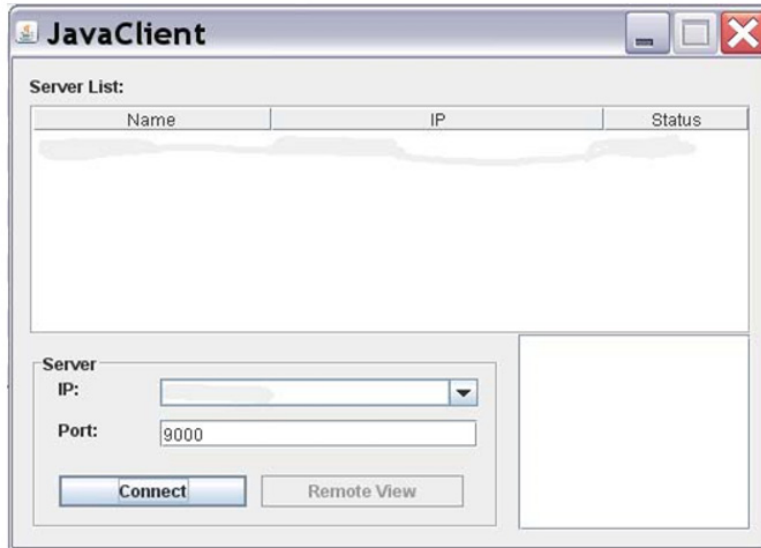 JavaClient
Server List:
Name IP Status
Server
IP:
Port: 9000
Connect Remote View